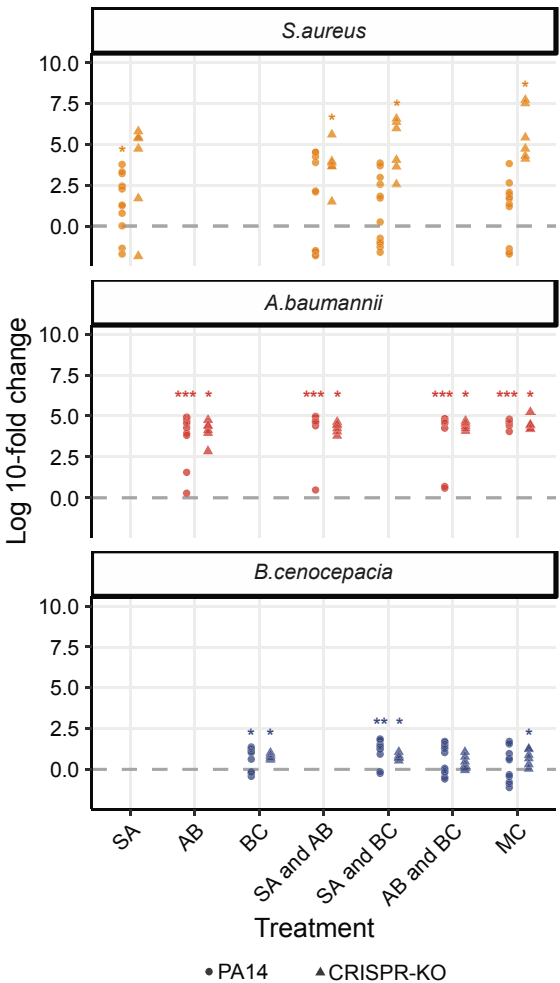 S.aureus
10.0
7.5
5.0
2.5
0.0
*
*
*
*
A.baumannii
10.0
7.5
5.0
2.5
0.0
*** *
*** *
*** *
*** *
B.cenocepacia
10.0
7.5
5.0
2.5
0.0
* *
** *
*
Log 10-fold change
SA
AB
BC
SA and AB
SA and BC
AB and BC
MC
Treatment
PA14
CRISPR-KO